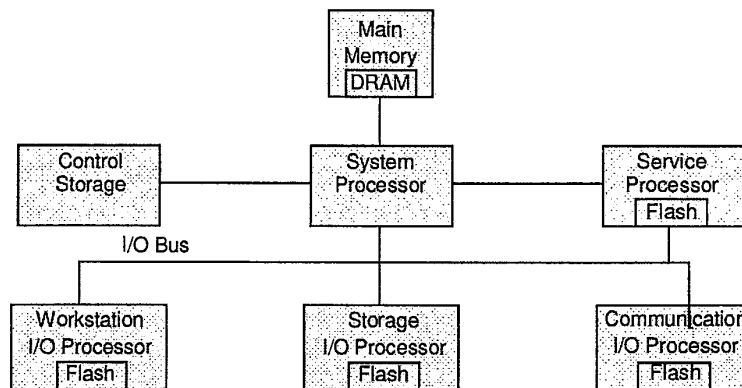 Main
Memory
DRAM
Control
Storage
System
Processor
Service
Processor
Flash
I/O Bus
Workstation
I/O Processor
Flash
Storage
I/O Processor
Flash
Communication
I/O Processor
Flash